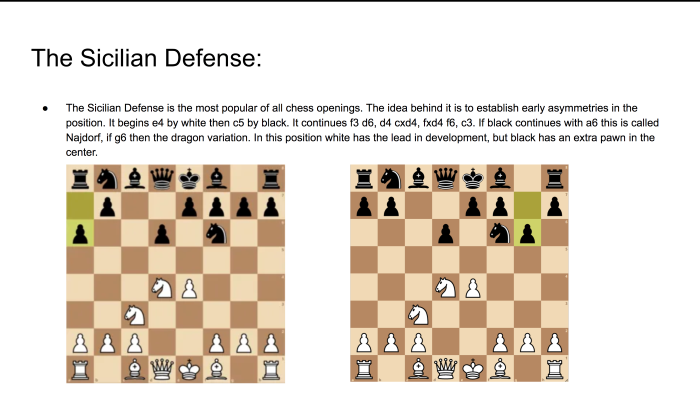 The Sicilian Defense:
● The Sicilian Defense is the most popular of all chess openings. The idea behind it is to establish early asymmetries in the
position. It begins e4 by white then c5 by black. It continues f3 d6, d4 cxd4, fxd4 f6, c3. If black continues with a6 this is called
Najdorf, if g6 then the dragon variation. In this position white has the lead in development, but black has an extra pawn in the
center.